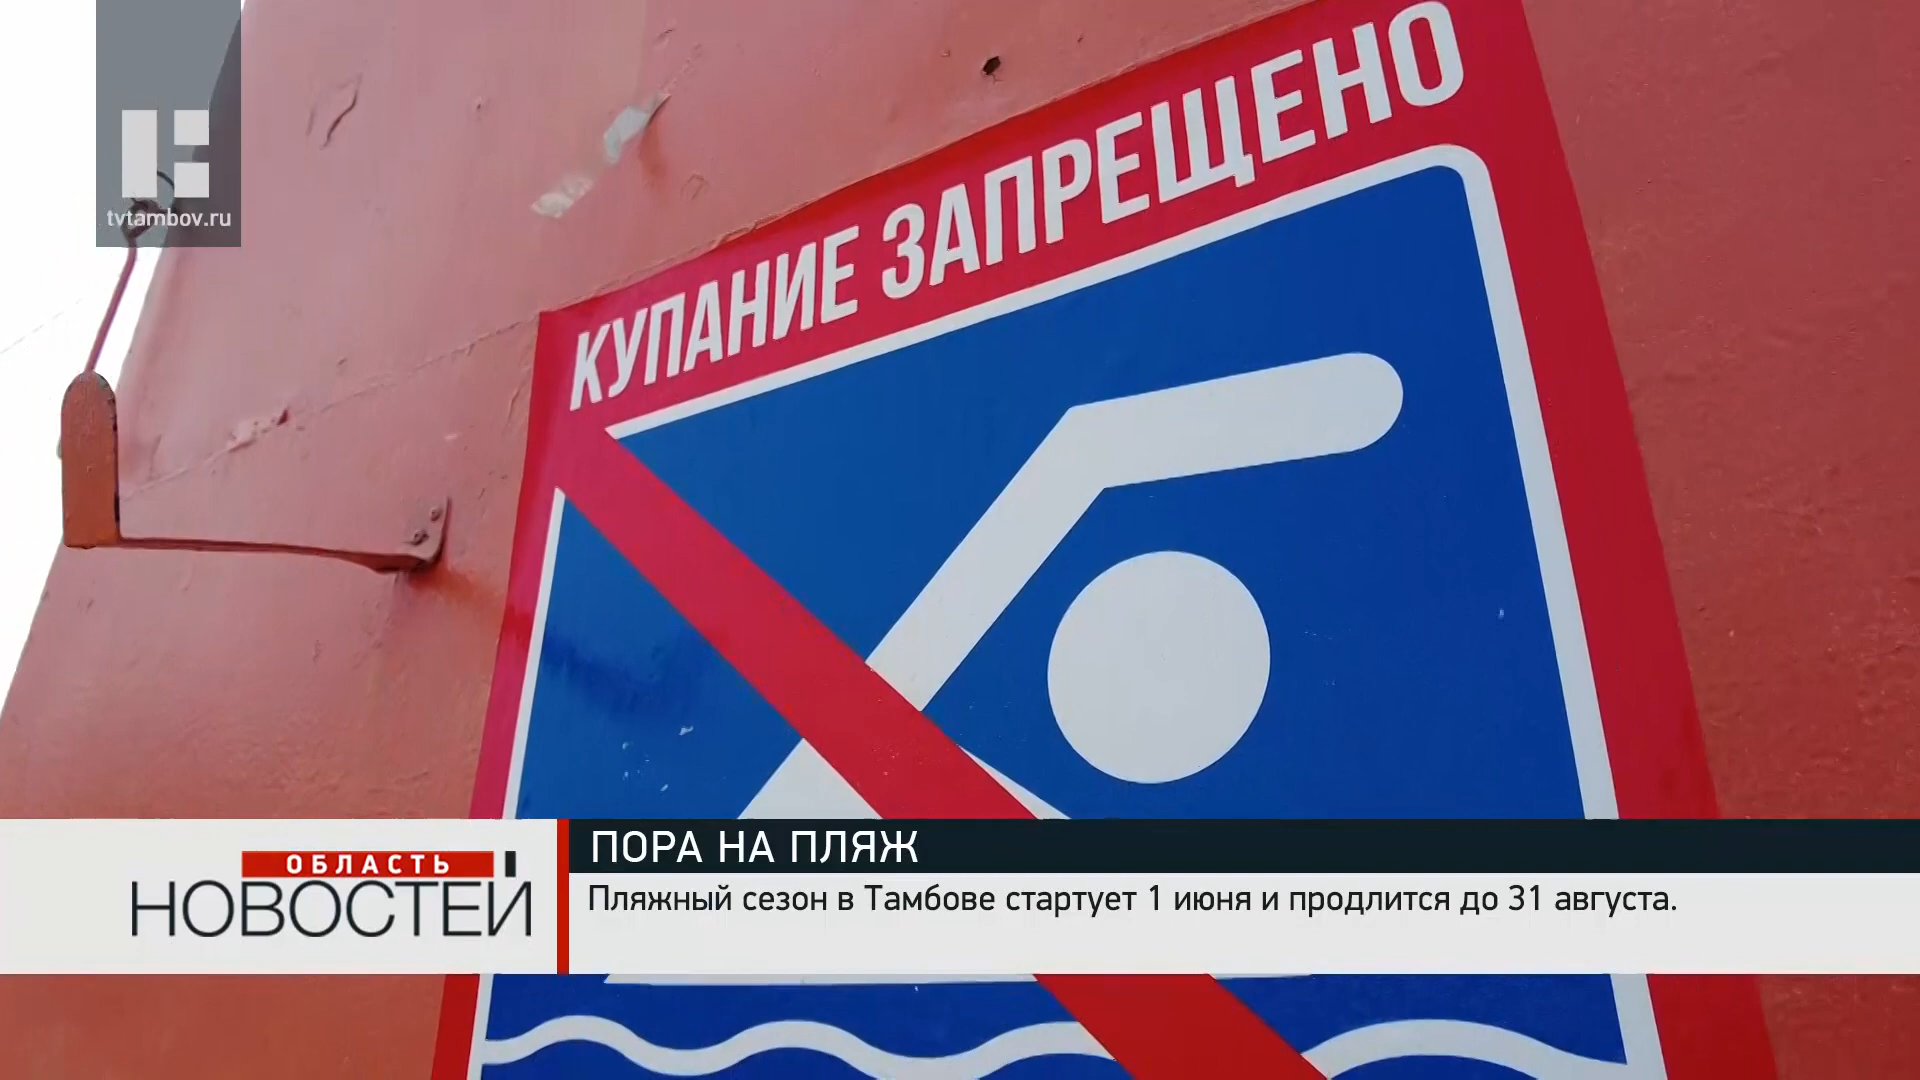 tvtambov.ru
КУПАНИЕ ЗАПРЕЩЕНО
ОБЛАСТЬ
НОВОСТЕЙ
ПОРА НА ПЛЯЖ
Пляжный сезон в Тамбове стартует 1 июня и продлится до 31 августа.